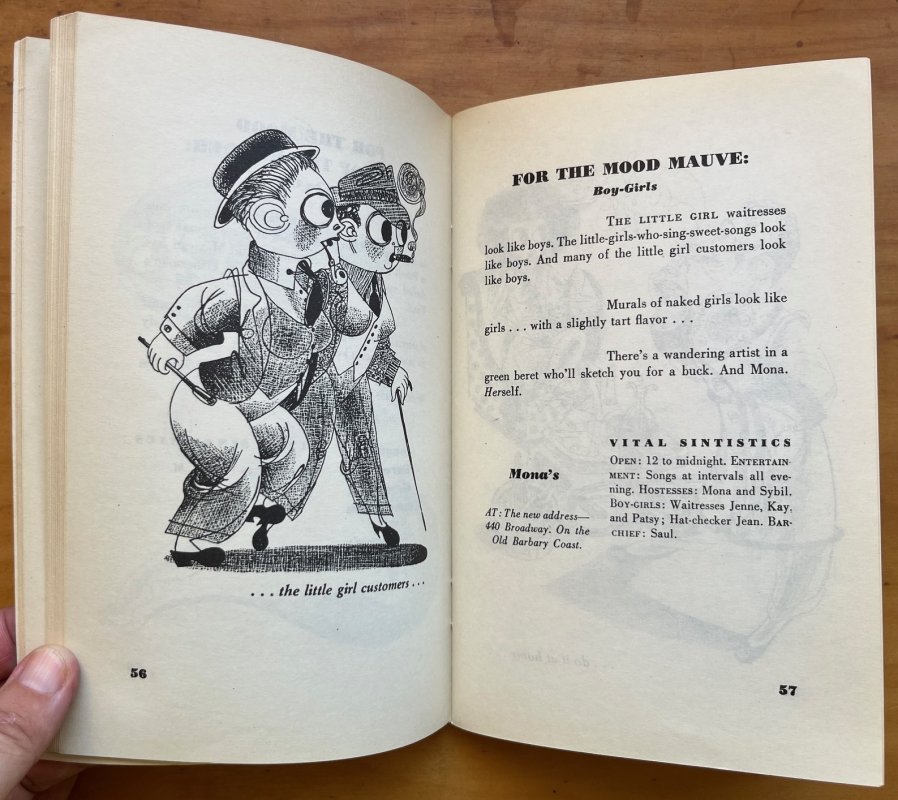 . . . the little girl customers . . .
56
FOR THE MOOD MAUVE:
Boy-Girls
THE LITTLE GIRL waitresses
look like boys. The little-girls-who-sing-sweet-songs look
like boys. And many of the little girl customers look
like boys.
Murals of naked girls look like
girls . . . with a slightly tart flavor . . .
There's a wandering artist in a
green beret who'll sketch you for a buck. And Mona.
Herself.
Mona's
AT: The new address—
440 Broadway. On the
Old Barbary Coast.
VITAL SINTISTICS
OPEN: 12 to midnight. ENTERTAIN-
MENT: Songs at intervals all eve-
ning. HOSTESSES: Mona and Sybil.
BOY-GIRLS: Waitresses Jenne, Kay,
and Patsy; Hat-checker Jean. BAR-
CHIEF: Saul.
57